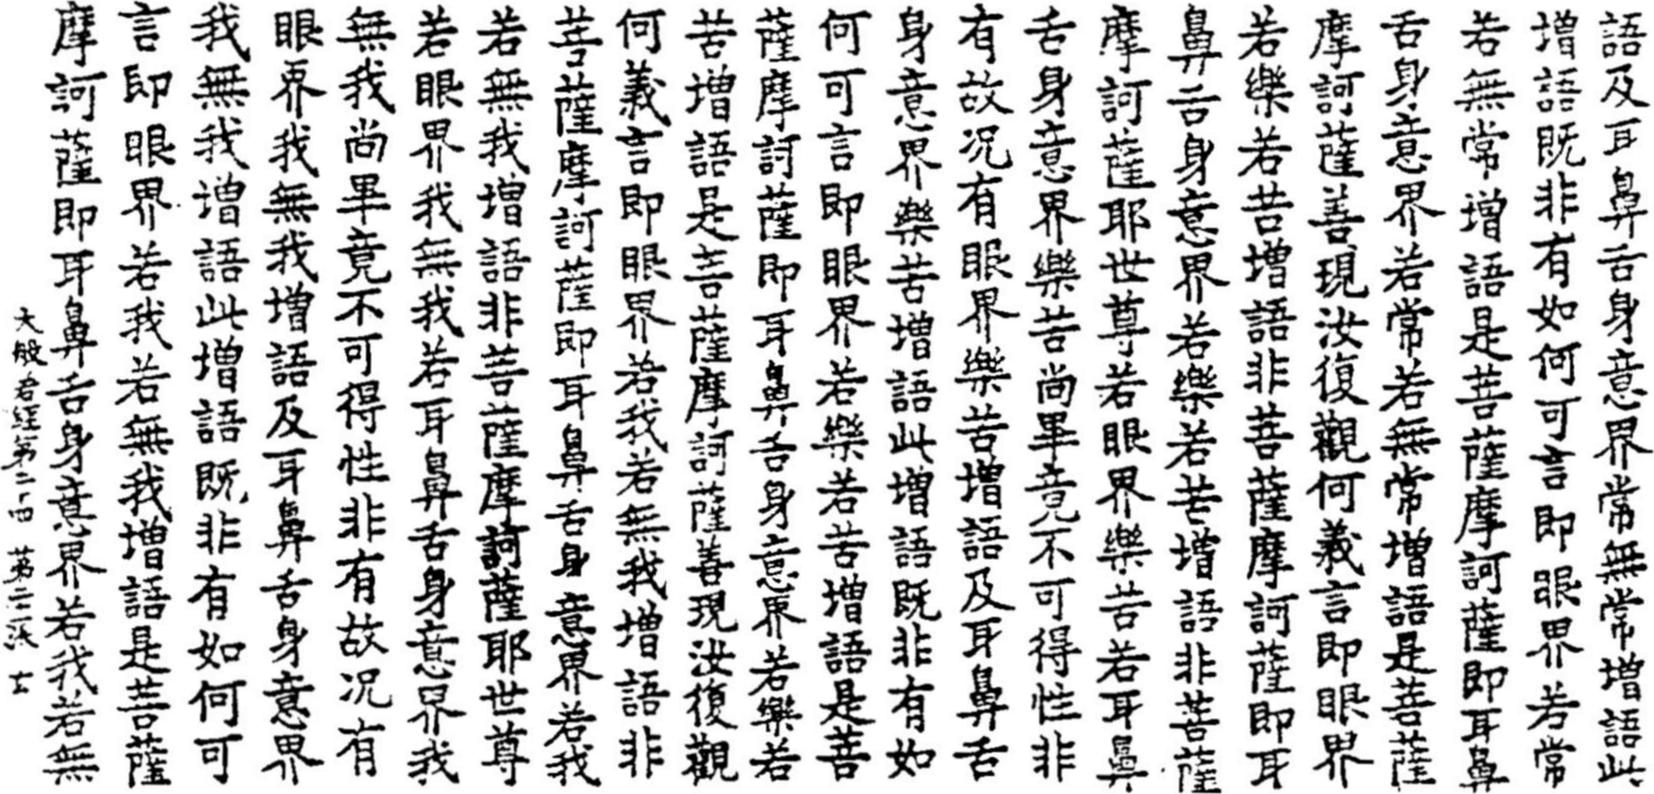 語及耳鼻舌身意界常無常增語此
增語既非有如何可言即眼界若常
若無常增語是菩薩摩訶薩即耳鼻
舌身意界若常若無常增語是菩薩
摩訶薩善現汝復觀何義言即眼界
若樂若苦增語非菩薩摩訶薩即耳
鼻舌身意界若樂若苦增語非菩薩
摩訶薩耶世尊若眼界樂苦若耳鼻
舌身意界樂苦尚畢竟不可得性非
有故况有眼界樂苦增語及耳鼻舌
身意界樂苦增語此增語既非有如
何可言即眼界若樂若苦增語是菩
薩摩訶薩即耳鼻舌身意界若樂若
苦增語是菩薩摩訶薩善現汝復觀
何義言即眼界若我若無我增語非
菩薩摩訶薩即耳鼻舌身意界若我
若無我增語非菩薩摩訶薩耶世尊
若眼界我無我若耳鼻舌身意界我
無我尚畢竟不可得性非有故况有
眼界我無我增語及耳鼻舌身意界
我無我增語此增語既非有如何可
言即眼界若我若無我增語是菩薩
摩訶薩即耳鼻舌身意界若我若無
大般若經第二十四 第二張